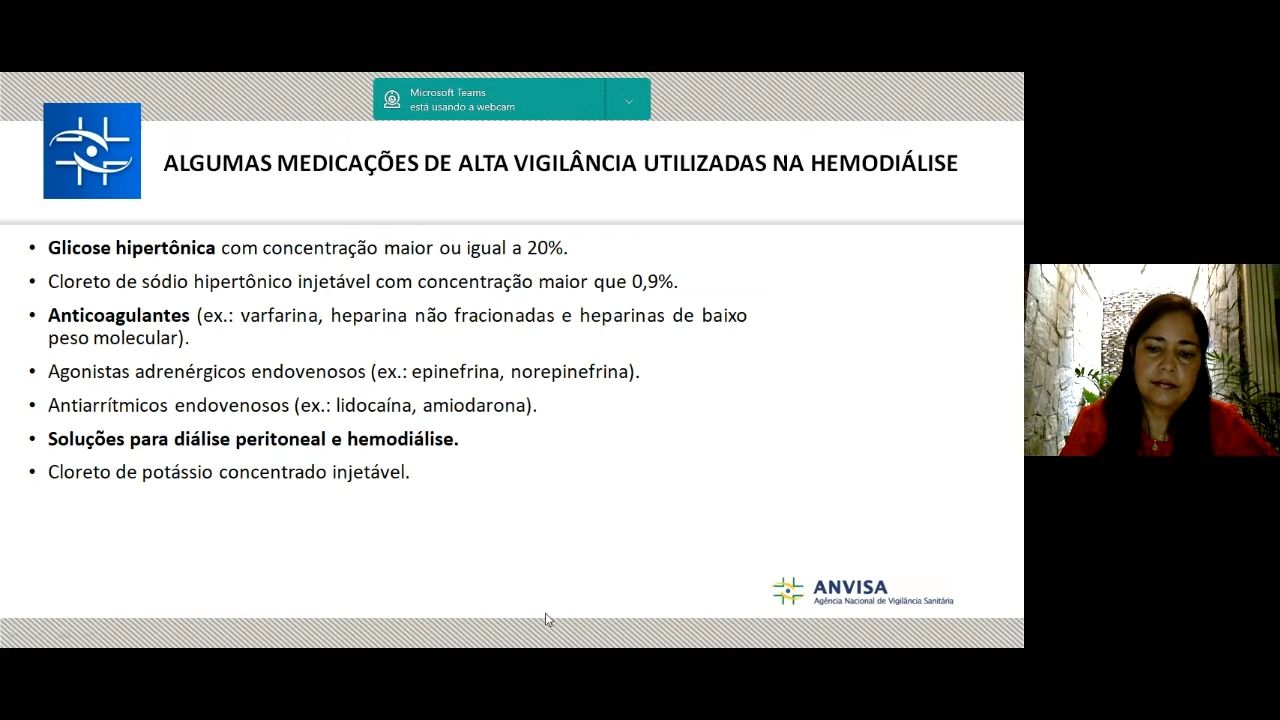 Microsoft Teams
está usando a webcam
ALGUMAS MEDICAÇÕES DE ALTA VIGILÂNCIA UTILIZADAS NA HEMODIÁLISE
• Glicose hipertônica com concentração maior ou igual a 20%.
• Cloreto de sódio hipertônico injetável com concentração maior que 0,9%.
• Anticoagulantes (ex.: varfarina, heparina não fracionadas e heparinas de baixo
peso molecular).
• Agonistas adrenérgicos endovenosos (ex.: epinefrina, norepinefrina).
• Antiarrítmicos endovenosos (ex.: lidocaína, amiodarona).
• Soluções para diálise peritoneal e hemodiálise.
• Cloreto de potássio concentrado injetável.
ANVISA
Agência Nacional de Vigilância Sanitária